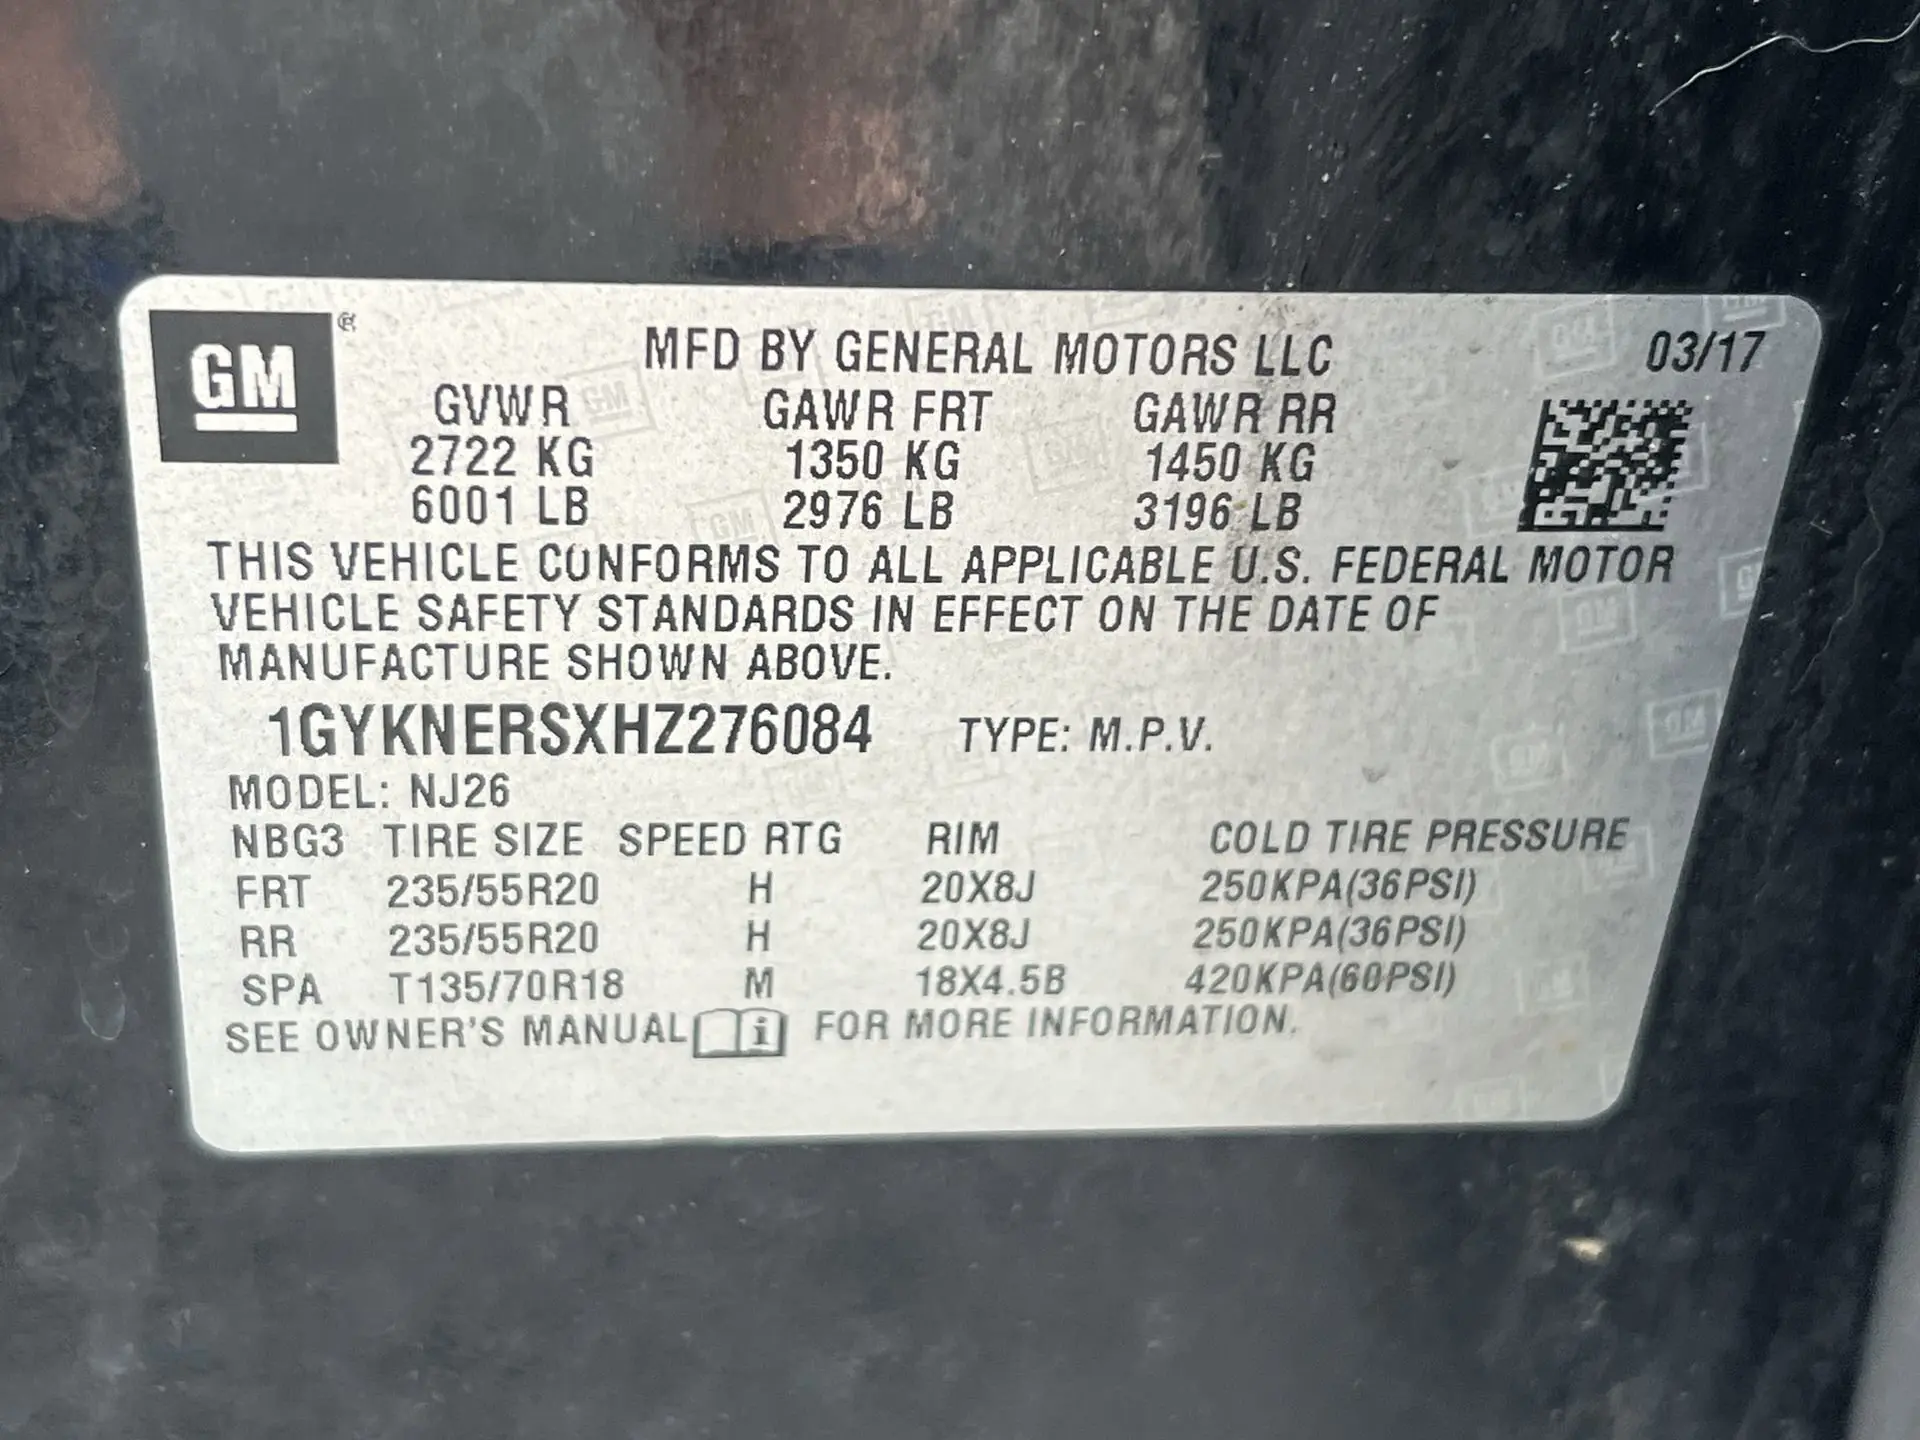 GM ®
MFD BY GENERAL MOTORS LLC 03/17
GVWR GAWR FRT GAWR RR
2722 KG 1350 KG 1450 KG
6001 LB 2976 LB 3196 LB
THIS VEHICLE CONFORMS TO ALL APPLICABLE U.S. FEDERAL MOTOR
VEHICLE SAFETY STANDARDS IN EFFECT ON THE DATE OF
MANUFACTURE SHOWN ABOVE.
1GYKNERSXHZ276084 TYPE: M.P.V.
MODEL: NJ26
NBG3 TIRE SIZE SPEED RTG RIM COLD TIRE PRESSURE
FRT 235/55R20 H 20X8J 250KPA(36PSI)
RR 235/55R20 H 20X8J 250KPA(36PSI)
SPA T135/70R18 M 18X4.5B 420KPA(60PSI)
SEE OWNER'S MANUAL i FOR MORE INFORMATION.